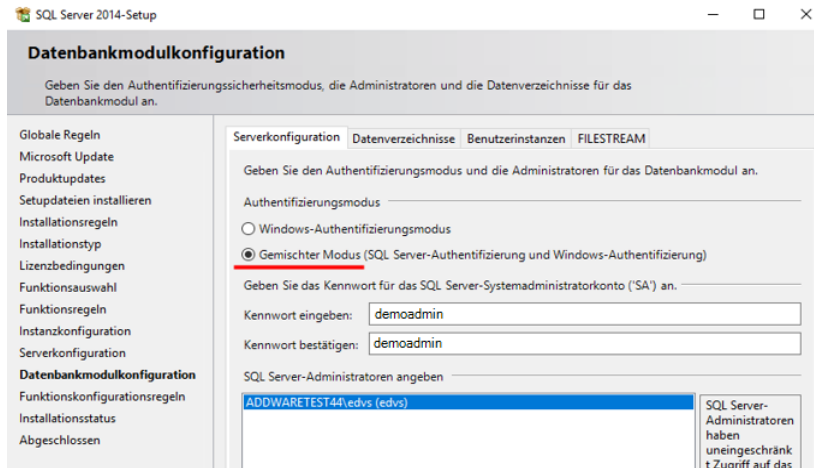 SQL Server 2014-Setup
Datenbankmodulkonfiguration
Geben Sie den Authentifizierungssicherheitsmodus, die Administratoren und die Datenverzeichnisse für das
Datenbankmodul an.
Globale Regeln
Microsoft Update
Produktupdates
Setupdateien installieren
Installationsregeln
Installationstyp
Lizenzbedingungen
Funktionsauswahl
Funktionsregeln
Instanzkonfiguration
Serverkonfiguration
Datenbankmodulkonfiguration
Funktionskonfigurationsregeln
Installationsstatus
Abgeschlossen
Serverkonfiguration Datenverzeichnisse Benutzerinstanzen FILESTREAM
Geben Sie den Authentifizierungsmodus und die Administratoren für das Datenbankmodul an.
Authentifizierungsmodus
Windows-Authentifizierungsmodus
Gemischter Modus (SQL Server-Authentifizierung und Windows-Authentifizierung)
Geben Sie das Kennwort für das SQL Server-Systemadministratorkonto ('SA') an.
Kennwort eingeben: demoadmin
Kennwort bestätigen: demoadmin
SQL Server-Administratoren angeben
ADDWARETEST44\edvs (edvs)
SQL Server-
Administratoren
haben
uneingeschränk
t Zugriff auf das